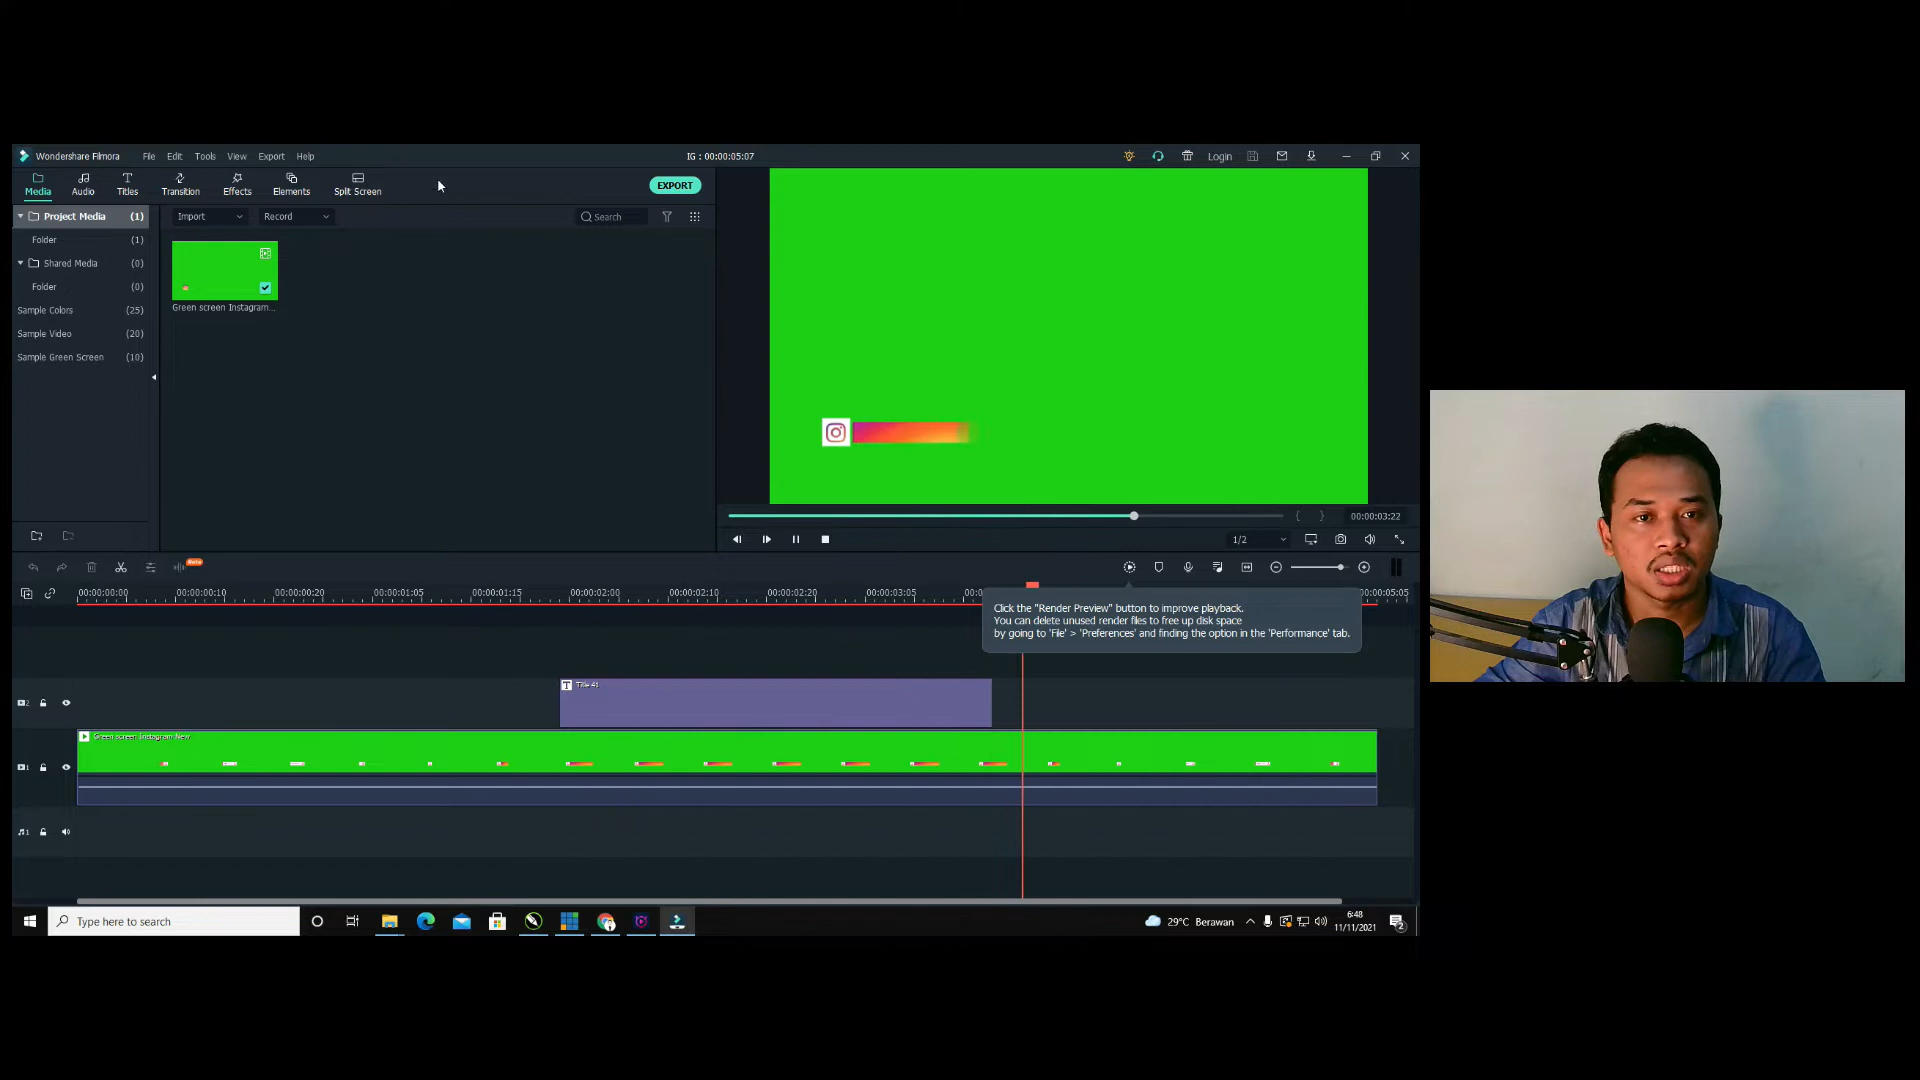 Wondershare Filmora File Edit Tools View Export Help
IG : 00:00:05:07
Login
Media Audio Titles Transition Effects Elements Split Screen
EXPORT
Project Media (1)
Folder (1)
Shared Media (0)
Folder (0)
Sample Colors (25)
Sample Video (20)
Sample Green Screen (10)
Import Record
Search
Green screen Instagram...
00:00:03:22
1/2
Beta
00:00:00:00 00:00:00:10 00:00:00:20 00:00:01:05 00:00:01:15 00:00:02:00 00:00:02:10 00:00:02:20 00:00:03:05
:00:05:05
Click the "Render Preview" button to improve playback.
You can delete unused render files to free up disk space
by going to 'File' > 'Preferences' and finding the option in the 'Performance' tab.
2
T Title 41
1
Green screen Instagram New
1
Type here to search
29°C Berawan
6:48
11/11/2021
2